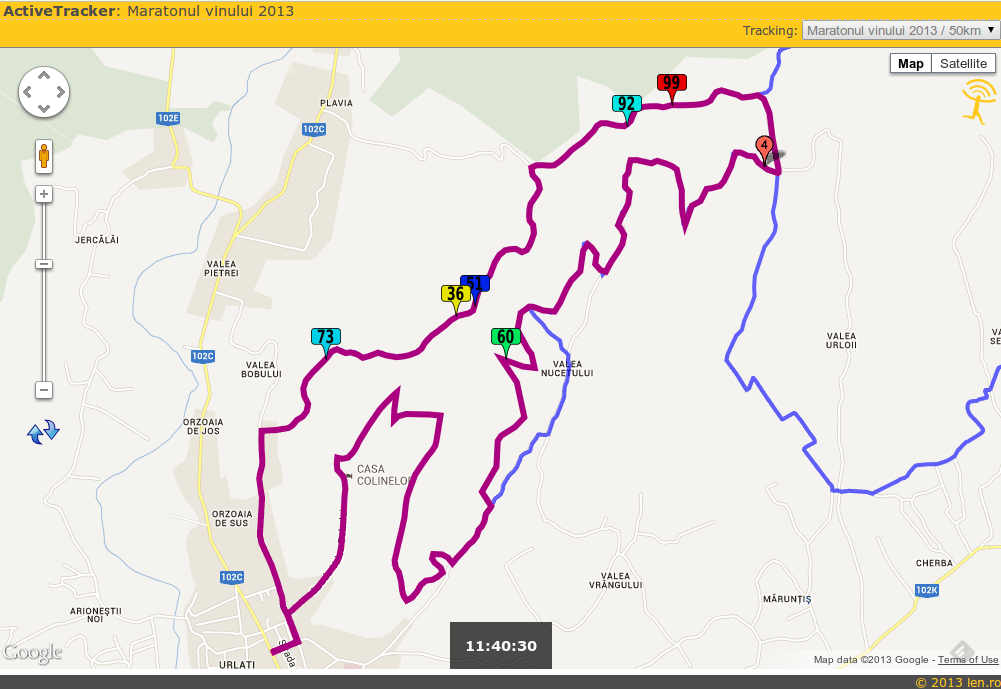 ActiveTracker: Maratonul vinului 2013
Tracking: Maratonul vinului 2013 / 50km
Map Satellite
99
92
PLAVIA
102E
102C
4
JERCĂLĂI
VALEA
PIETREI
51
36
73
60
VALEA
URLOII
102C
VALEA
BOBULUI
VALEA
NUCETULUI
ORZOAIA
DE JOS
CASA
COLINELOR
ORZOAIA
DE SUS
CHERBA
102C
VALEA
VRÂNGULUI
102K
MĂRUNȚIȘ
ARIONEȘTII
NOI
11:40:30
Google
URLATI
Map data ©2013 Google - Terms of Use
© 2013 len.ro